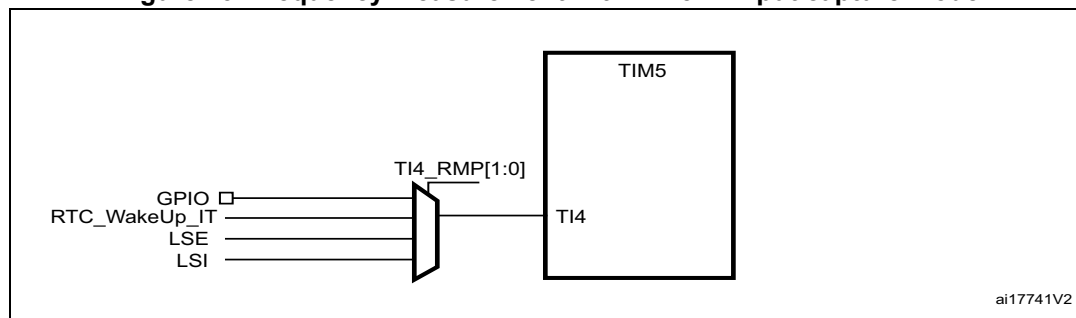 TIM5
TI4_RMP[1:0]
GPIO
RTC_WakeUp_IT
TI4
LSE
LSI
ai17741V2